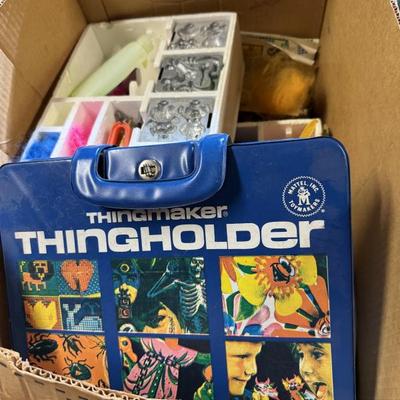 THINGMAKER®
THINGHOLDER
MATTEL, INC.
TOYMAKERS